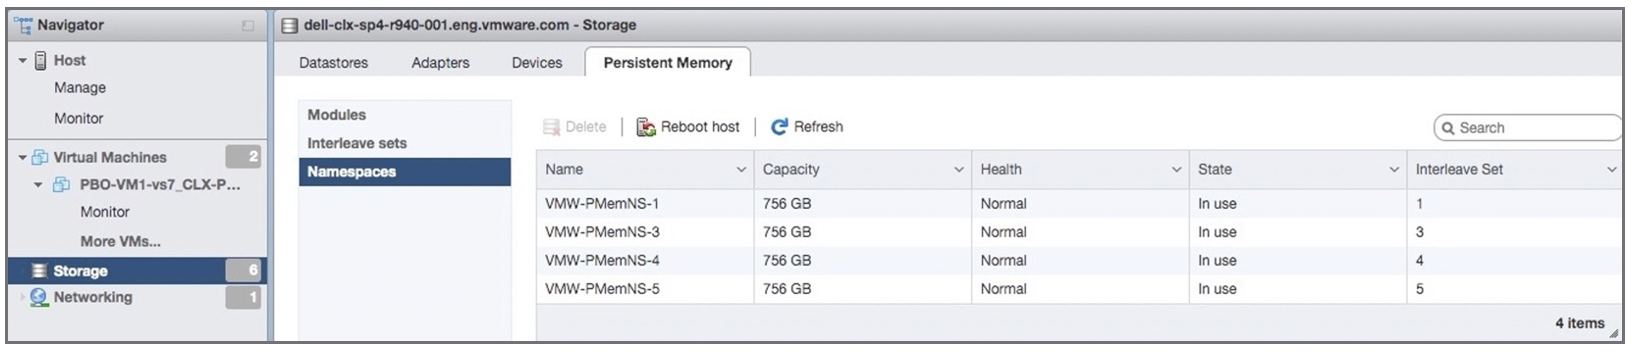 Navigator
Host
Manage
Monitor
Virtual Machines 2
PBO-VM1-vs7_CLX-P...
Monitor
More VMs...
Storage 6
Networking 1
dell-clx-sp4-r940-001.eng.vmware.com - Storage
Datastores Adapters Devices Persistent Memory
Modules
Interleave sets
Namespaces
Delete Reboot host Refresh Search
Name Capacity Health State Interleave Set
VMW-PMemNS-1 756 GB Normal In use 1
VMW-PMemNS-3 756 GB Normal In use 3
VMW-PMemNS-4 756 GB Normal In use 4
VMW-PMemNS-5 756 GB Normal In use 5
4 items